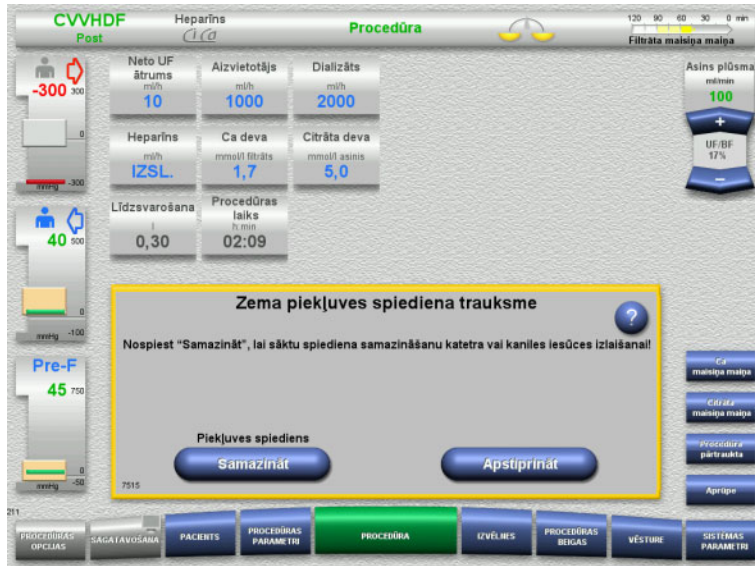 CVVHDF
Post
Heparīns
CiCa
Procedūra
120 90 60 30 0 min
Filtrāta maisiņa maiņa
-300 300
0
mmHg -300
40 500
0
mmHg -100
Pre-F
45 750
0
mmHg -50
Neto UF
ātrums
ml/h
10
Aizvietotājs
ml/h
1000
Dializāts
ml/h
2000
Heparīns
ml/h
IZSL.
Ca deva
mmol/l filtrāts
1,7
Citrāta deva
mmol/l asinis
5,0
Līdzsvarošana
l
0,30
Procedūras
laiks
h:min
02:09
Asins plūsma
ml/min
100
+
UF/BF
17%
−
Zema piekļuves spiediena trauksme
?
Nospiest “Samazināt”, lai sāktu spiediena samazināšanu katetra vai kaniles iesūces izlaišanai!
Piekļuves spiediens
Samazināt
Apstiprināt
7515
Ca
maisiņa maiņa
Citrāta
maisiņa maiņa
Procedūra
pārtraukta
Aprūpe
211
PROCEDŪRAS
OPCIJAS
SAGATAVOŠANA
PACIENTS
PROCEDŪRAS
PARAMETRI
PROCEDŪRA
IZVĒLNES
PROCEDŪRAS
BEIGAS
VĒSTURE
SISTĒMAS
PARAMETRI